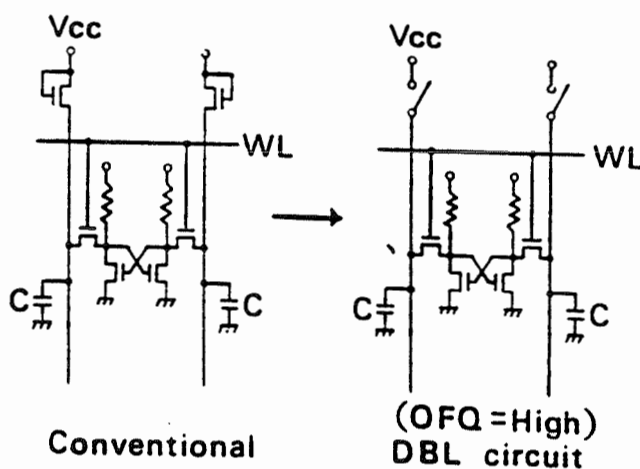 Vcc
WL
C
C
Conventional
Vcc
WL
C
C
(OFQ=High)
DBL circuit